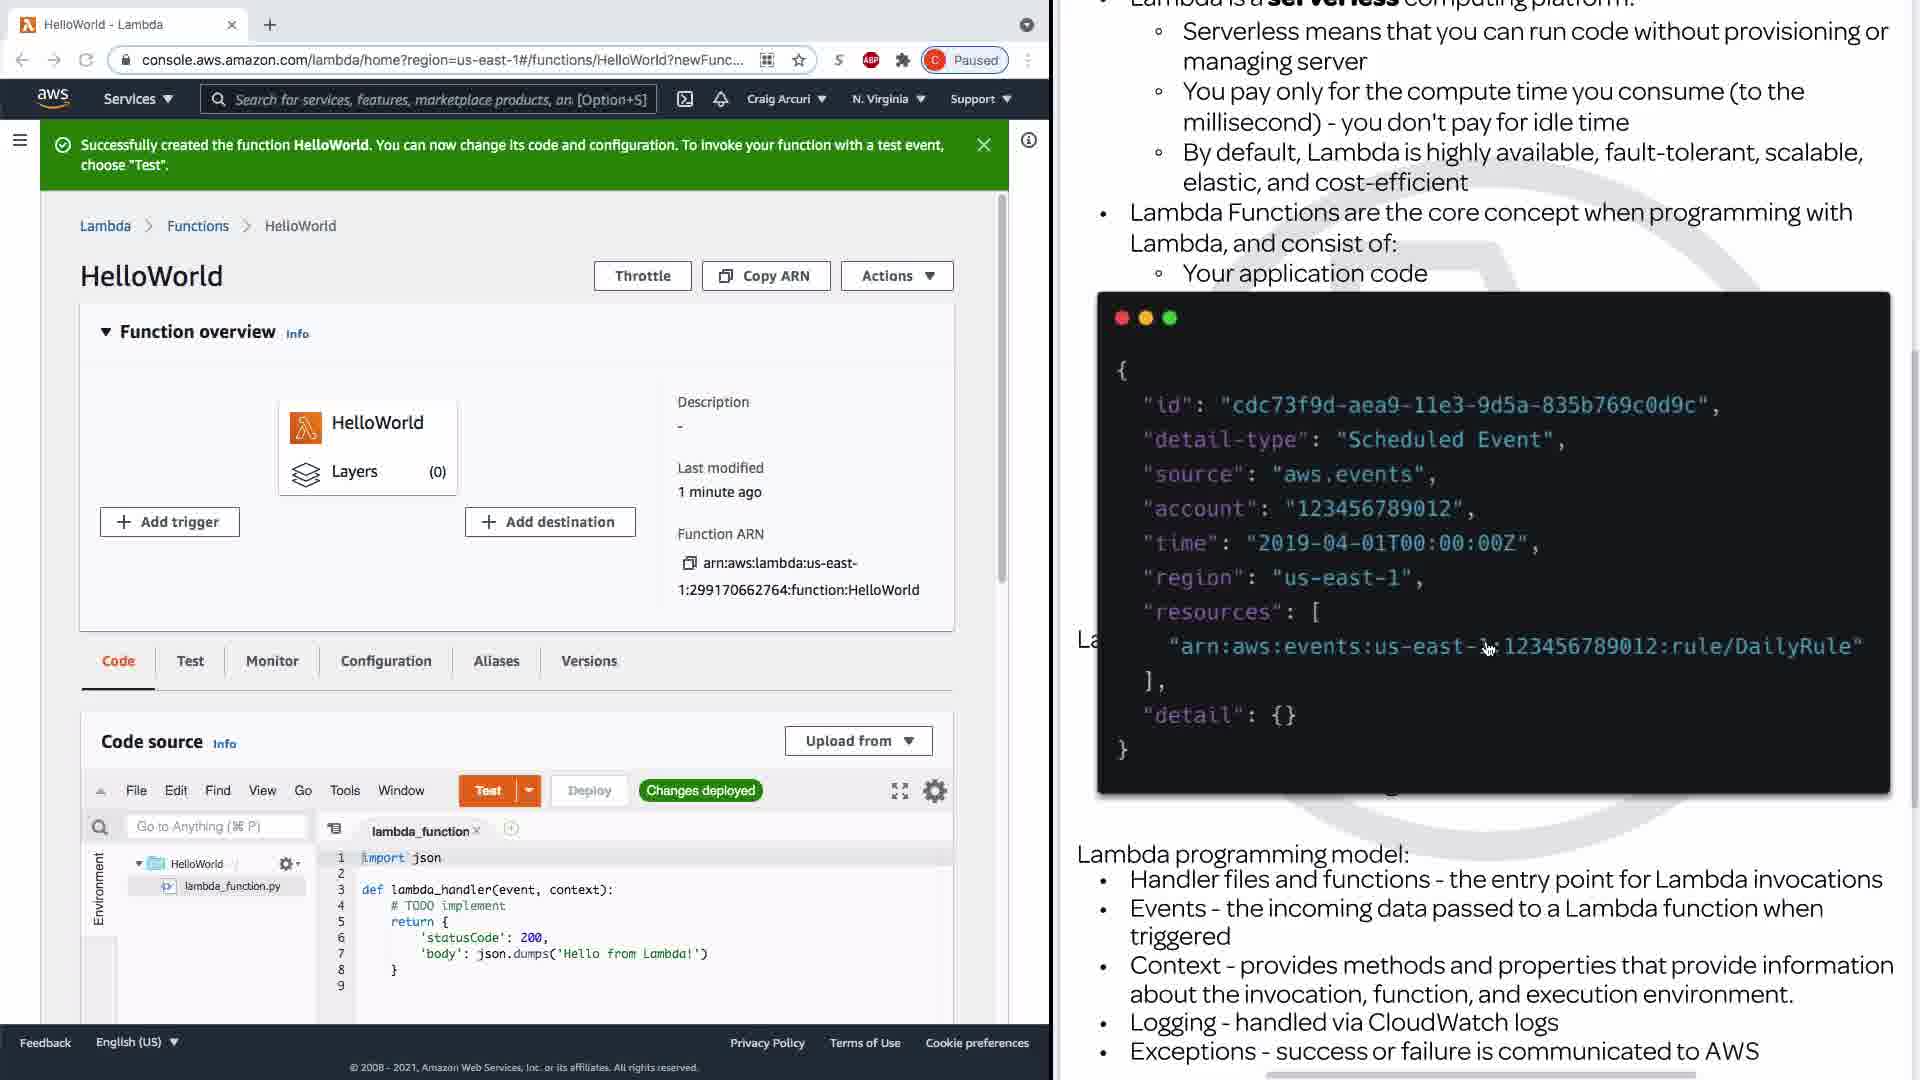 HelloWorld - Lambda
console.aws.amazon.com/lambda/home?region=us-east-1#/functions/HelloWorld?newFunc...
S
ABP
C Paused
aws
Services
Search for services, features, marketplace products, an [Option+S]
Craig Arcuri
N. Virginia
Support
Successfully created the function HelloWorld. You can now change its code and configuration. To invoke your function with a test event,
choose "Test".
Lambda > Functions > HelloWorld
HelloWorld
Throttle
Copy ARN
Actions
Function overview Info
HelloWorld
Layers (0)
+ Add trigger
+ Add destination
Description
-
Last modified
1 minute ago
Function ARN
arn:aws:lambda:us-east-
1:299170662764:function:HelloWorld
Code
Test
Monitor
Configuration
Aliases
Versions
Code source Info
Upload from
File Edit Find View Go Tools Window
Test
Deploy
Changes deployed
Go to Anything (⌘ P)
Environment
HelloWorld /
lambda_function.py
lambda_function
1 import json
2
3 def lambda_handler(event, context):
4 # TODO implement
5 return {
6 'statusCode': 200,
7 'body': json.dumps('Hello from Lambda!')
8 }
9
Feedback
English (US)
Privacy Policy
Terms of Use
Cookie preferences
© 2008 - 2021, Amazon Web Services, Inc. or its affiliates. All rights reserved.
• Lambda is a serverless computing platform.
◦ Serverless means that you can run code without provisioning or
managing server
◦ You pay only for the compute time you consume (to the
millisecond) - you don't pay for idle time
◦ By default, Lambda is highly available, fault-tolerant, scalable,
elastic, and cost-efficient
• Lambda Functions are the core concept when programming with
Lambda, and consist of:
◦ Your application code
{
"id": "cdc73f9d-aea9-11e3-9d5a-835b769c0d9c",
"detail-type": "Scheduled Event",
"source": "aws.events",
"account": "123456789012",
"time": "2019-04-01T00:00:00Z",
"region": "us-east-1",
"resources": [
"arn:aws:events:us-east-1:123456789012:rule/DailyRule"
],
"detail": {}
}
La
Lambda programming model:
• Handler files and functions - the entry point for Lambda invocations
• Events - the incoming data passed to a Lambda function when
triggered
• Context - provides methods and properties that provide information
about the invocation, function, and execution environment.
• Logging - handled via CloudWatch logs
• Exceptions - success or failure is communicated to AWS